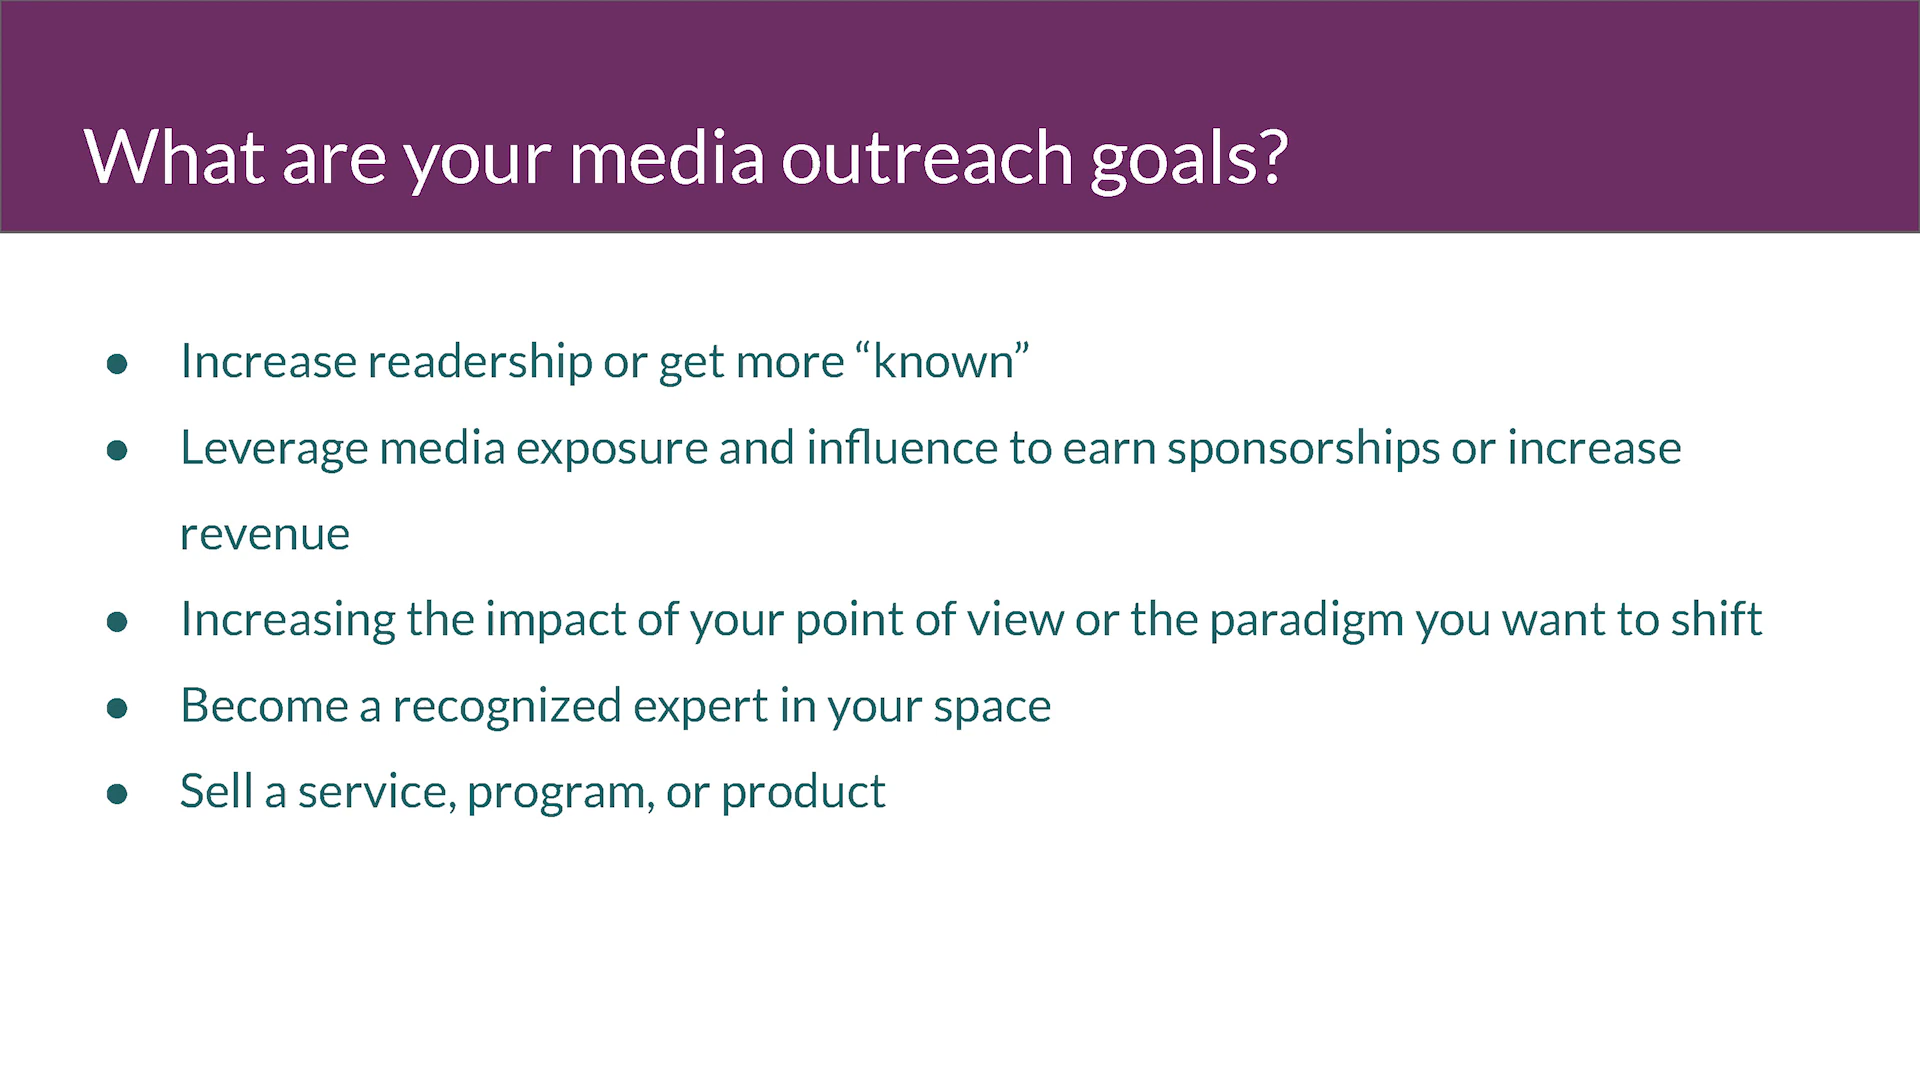 What are your media outreach goals?
● Increase readership or get more “known”
● Leverage media exposure and influence to earn sponsorships or increase
revenue
● Increasing the impact of your point of view or the paradigm you want to shift
● Become a recognized expert in your space
● Sell a service, program, or product